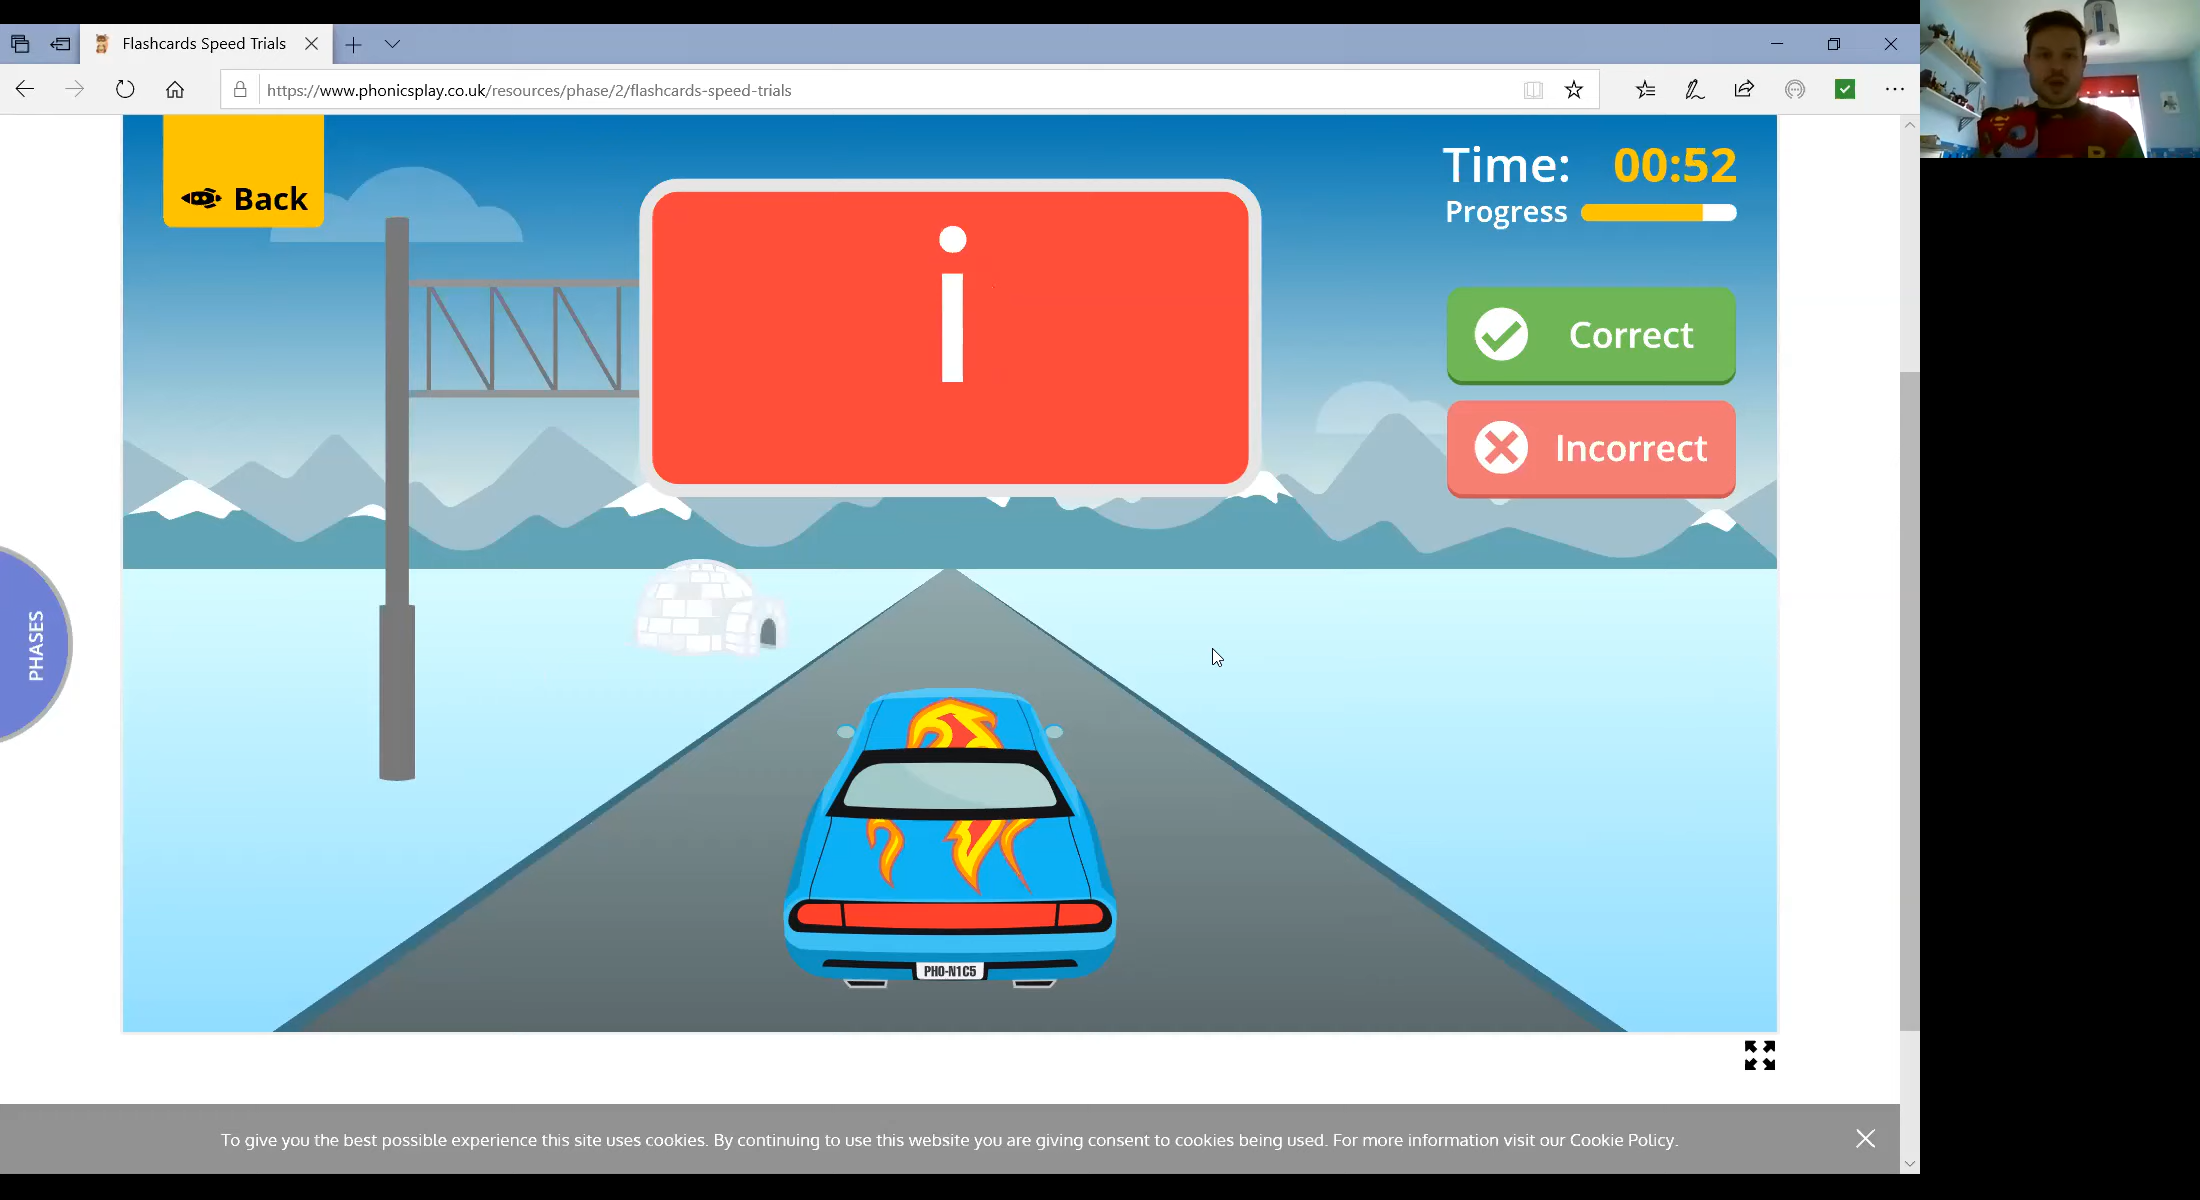 Flashcards Speed Trials
https://www.phonicsplay.co.uk/resources/phase/2/flashcards-speed-trials
Back
i
Time: 00:52
Progress
Correct
Incorrect
PHASES
PHO-N1C5
To give you the best possible experience this site uses cookies. By continuing to use this website you are giving consent to cookies being used. For more information visit our Cookie Policy.